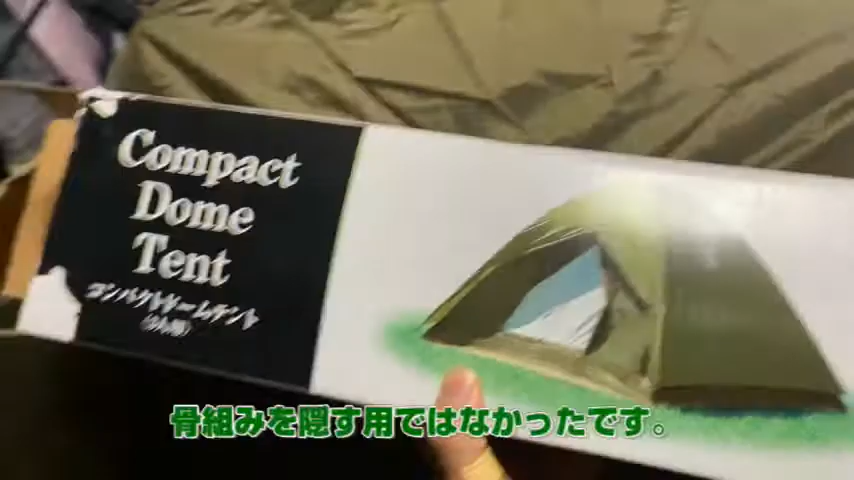 Compact
Dome
Tent
コンパクトドームテント
骨組みを隠す用ではなかったです。